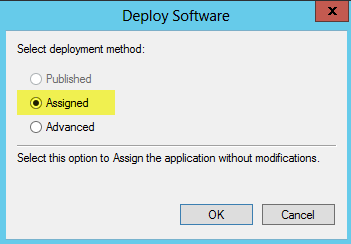 Deploy Software
x
Select deployment method:
Published
Assigned
Advanced
Select this option to Assign the application without modifications.
OK
Cancel